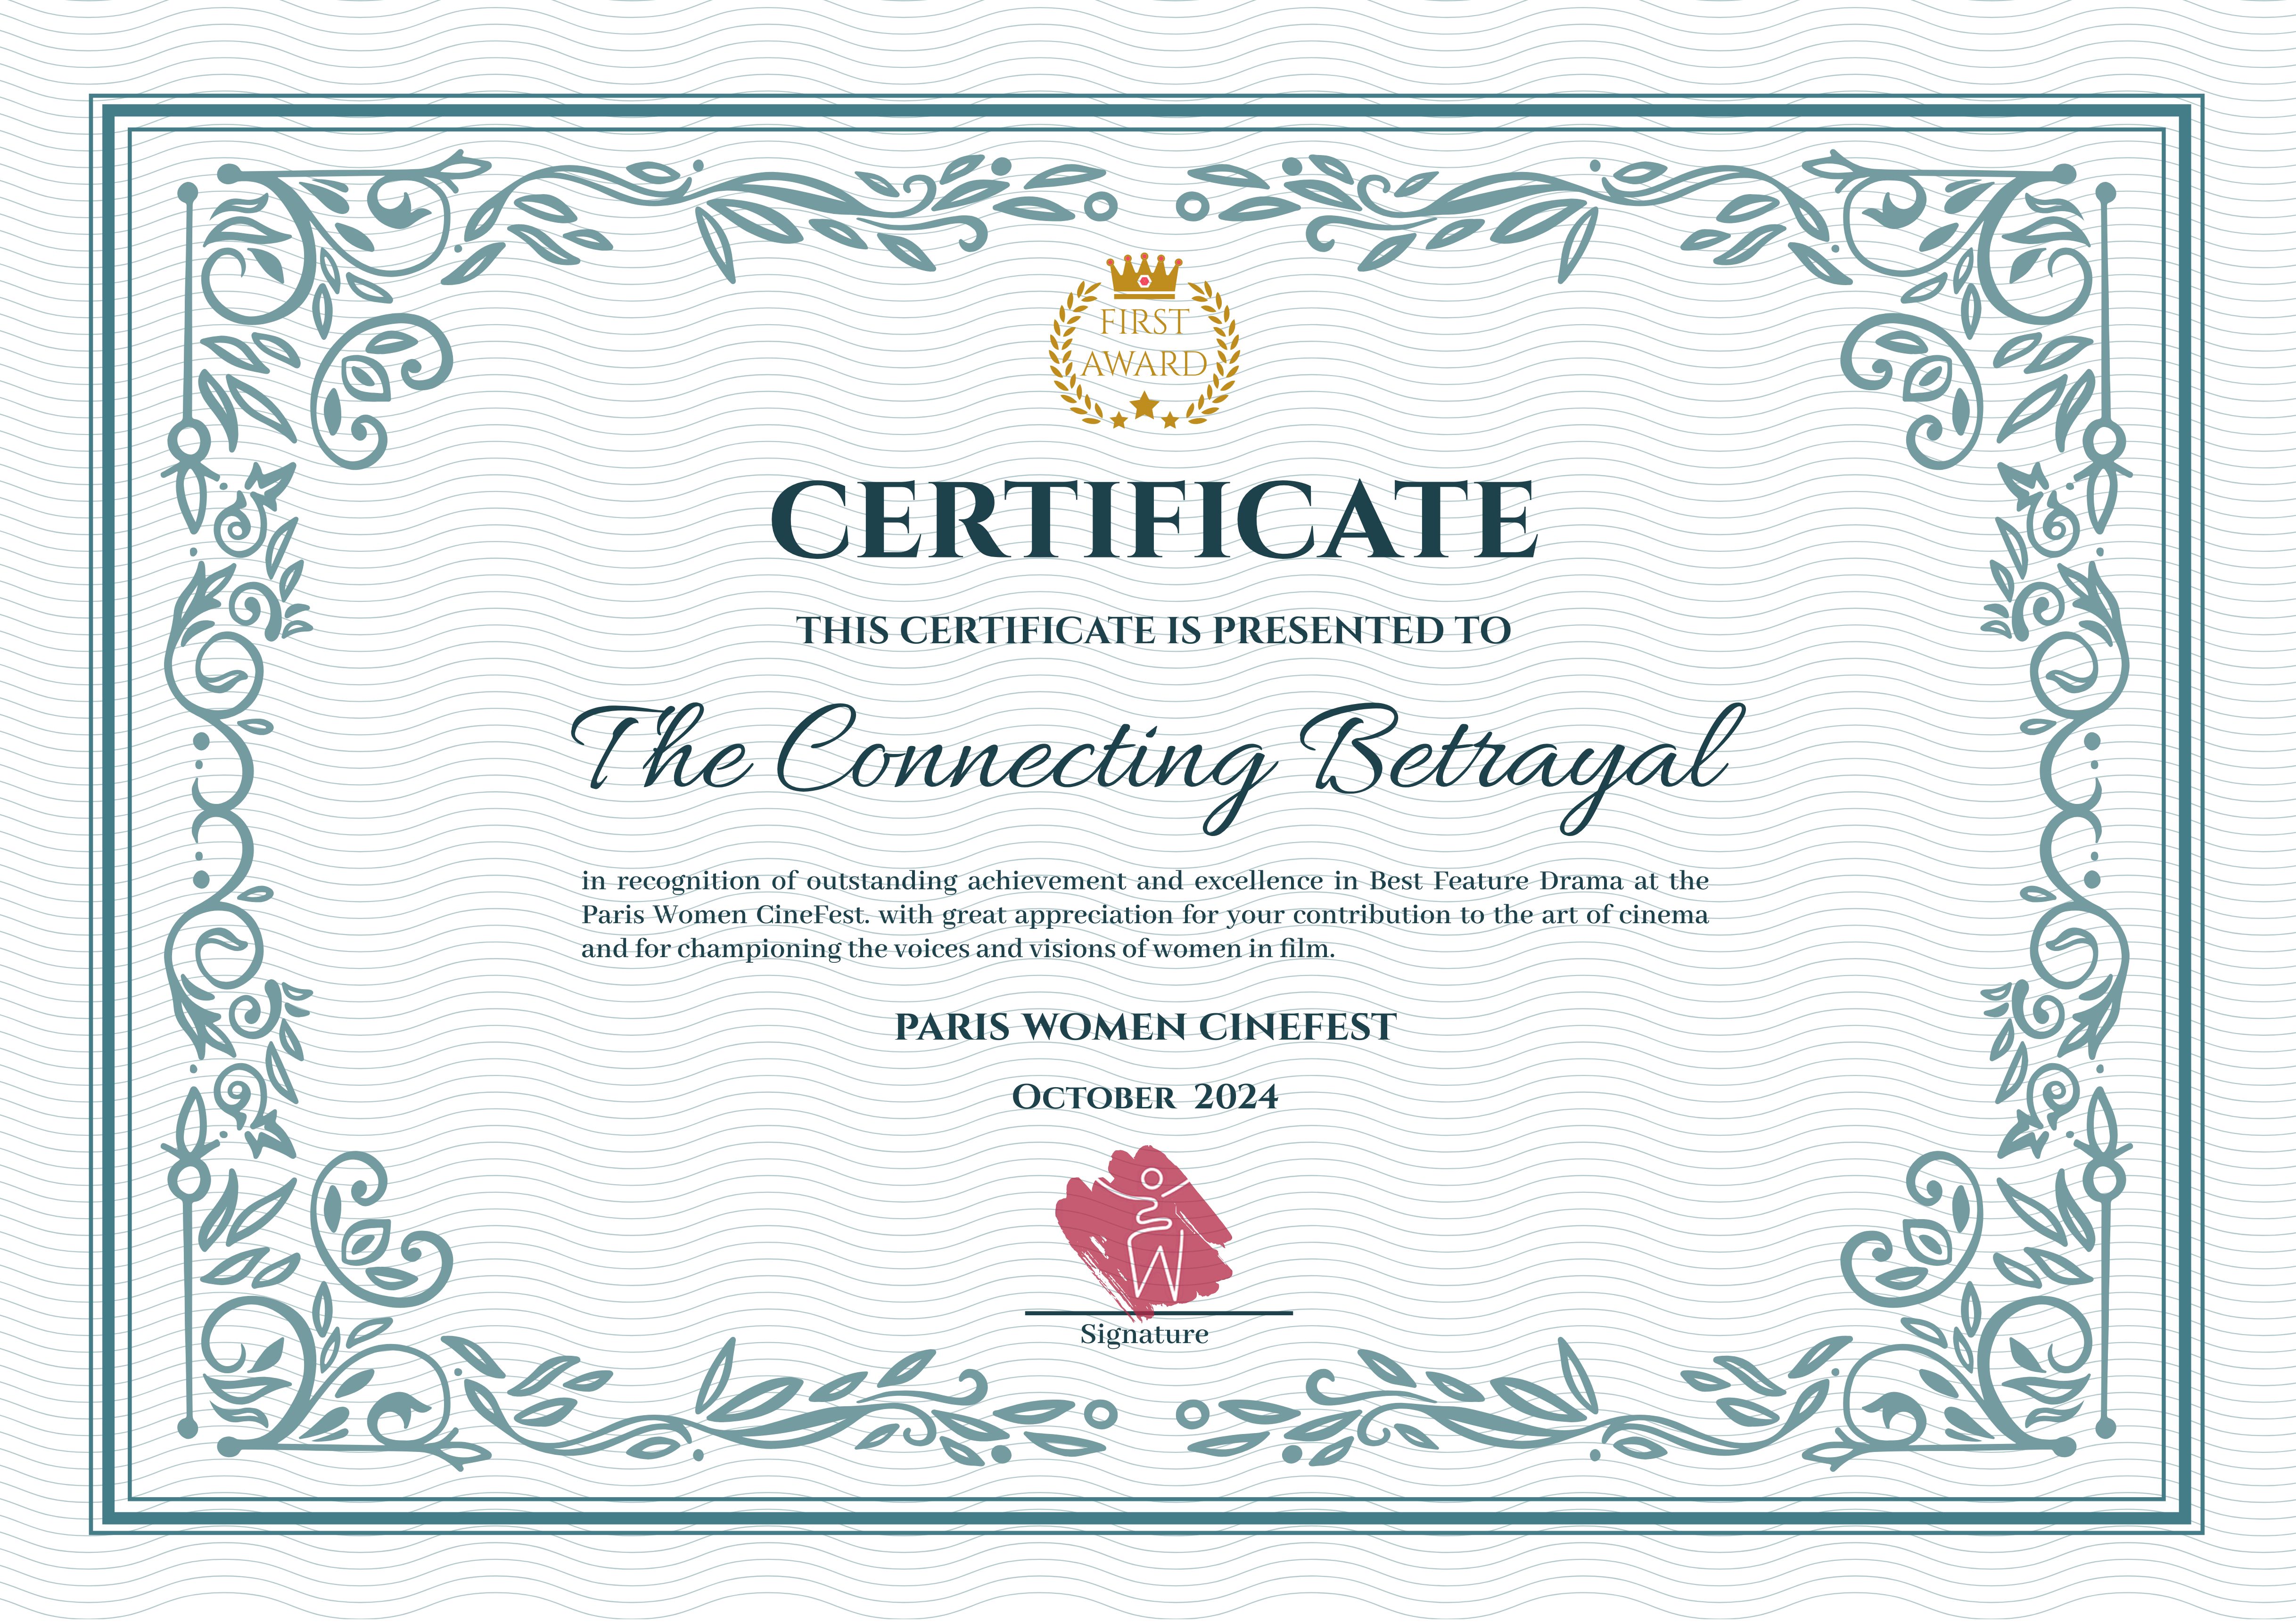 FIRST
AWARD
CERTIFICATE
THIS CERTIFICATE IS PRESENTED TO
The Connecting Betrayal
in recognition of outstanding achievement and excellence in Best Feature Drama at the
Paris Women CineFest. with great appreciation for your contribution to the art of cinema
and for championing the voices and visions of women in film.
PARIS WOMEN CINEFEST
October 2024
Signature